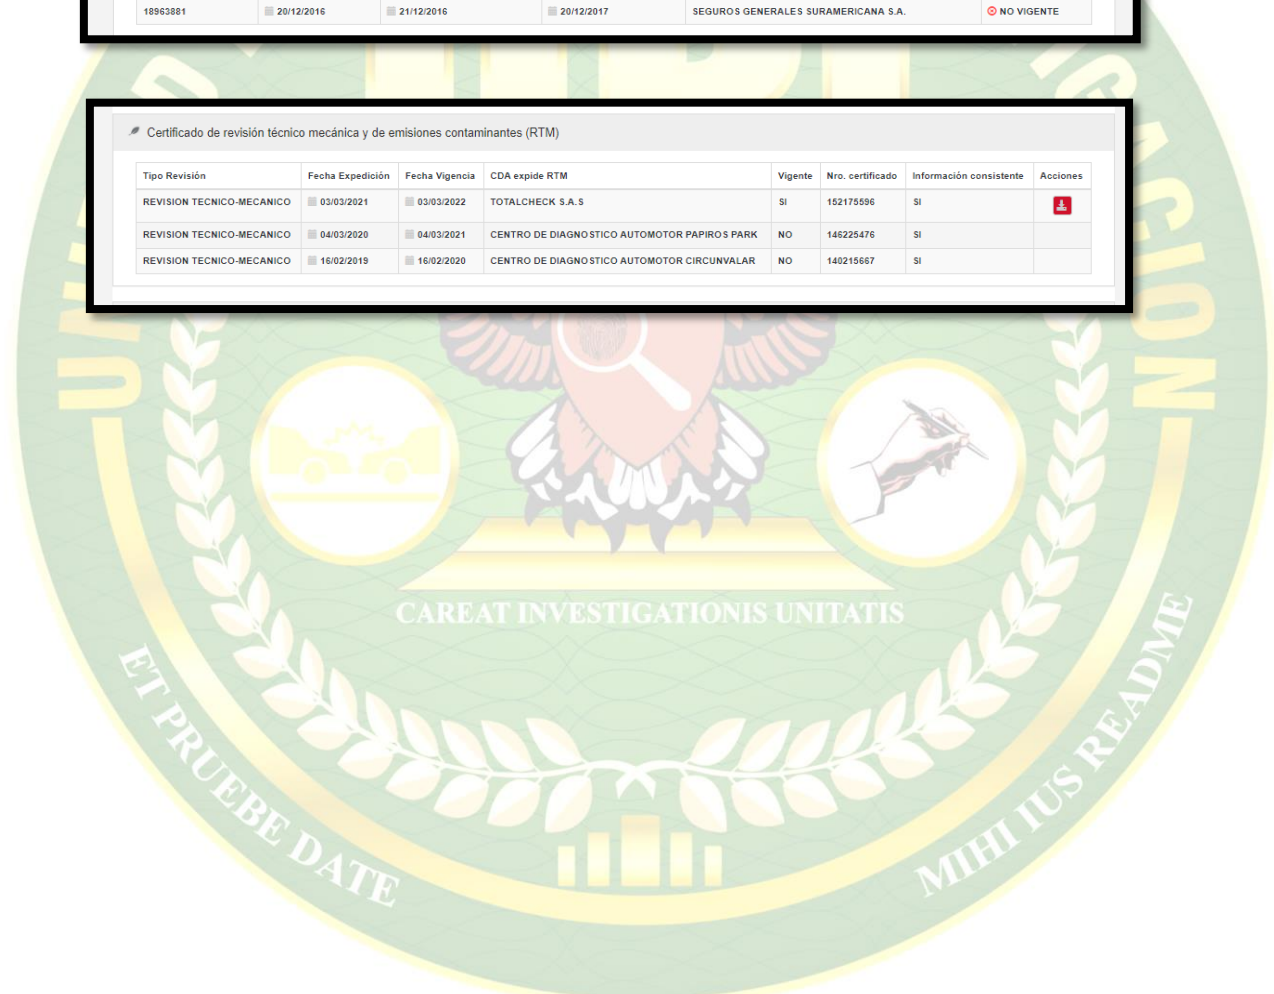 18963881 20/12/2016 21/12/2016 20/12/2017 SEGUROS GENERALES SURAMERICANA S.A. NO VIGENTE
Certificado de revisión técnico mecánica y de emisiones contaminantes (RTM)
Tipo Revisión Fecha Expedición Fecha Vigencia CDA expide RTM Vigente Nro. certificado Información consistente Acciones
REVISION TECNICO-MECANICO 03/03/2021 03/03/2022 TOTALCHECK S.A.S SI 152175596 SI
REVISION TECNICO-MECANICO 04/03/2020 04/03/2021 CENTRO DE DIAGNOSTICO AUTOMOTOR PAPIROS PARK NO 146225476 SI
REVISION TECNICO-MECANICO 16/02/2019 16/02/2020 CENTRO DE DIAGNOSTICO AUTOMOTOR CIRCUNVALAR NO 140215667 SI
CAREAT INVESTIGATIONIS UNITATIS
ET PRUEBE DATE
MIHI IUS README